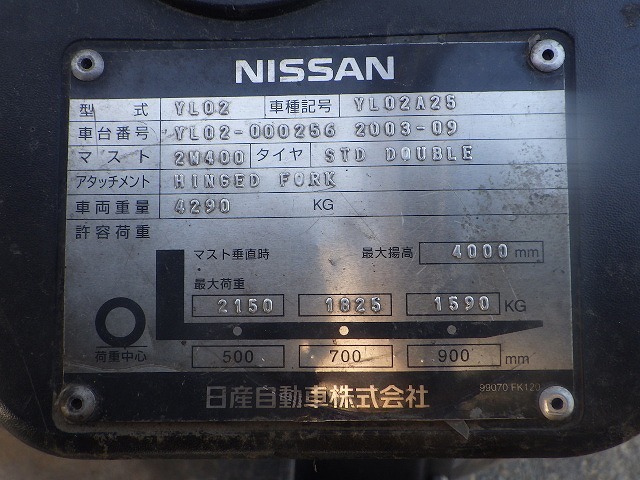 NISSAN
型 式 YL02 車種記号 YL02A25
車台番号 YL02-000256 2003-09
マスト 2M400 タイヤ STD DOUBLE
アタッチメント HINGED FORK
車両重量 4290 KG
許容荷重
マスト垂直時 最大揚高 4000 mm
最大荷重
2150 1825 1590 KG
荷重中心 500 700 900 mm
日産自動車株式会社 99070 FK120